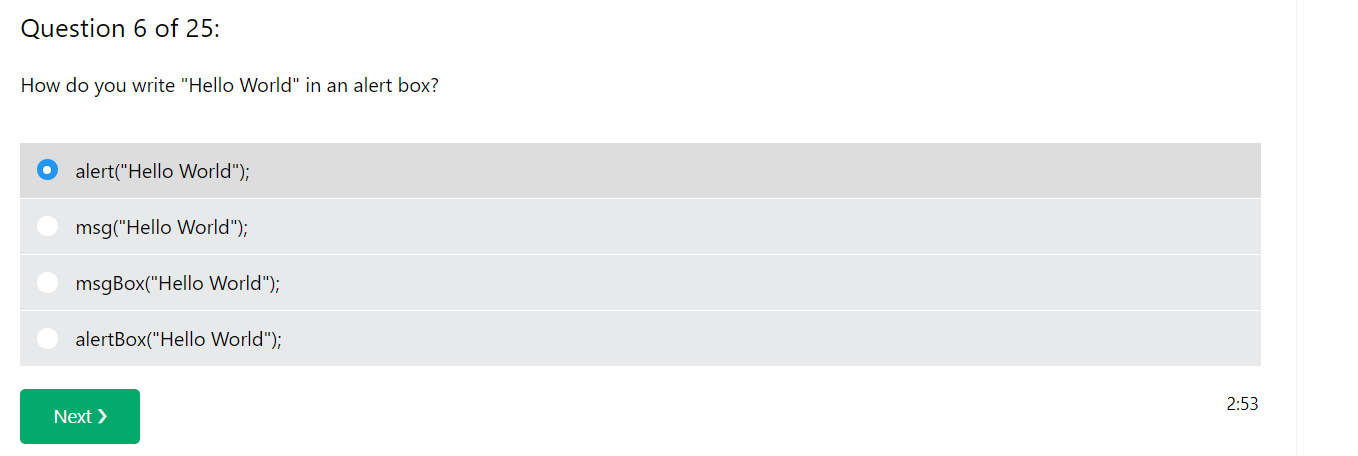 Question 6 of 25:
How do you write "Hello World" in an alert box?
alert("Hello World");
msg("Hello World");
msgBox("Hello World");
alertBox("Hello World");
Next ❯
2:53